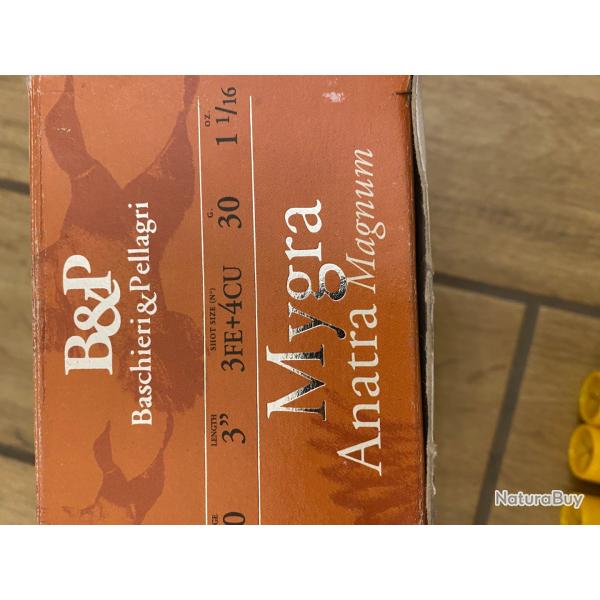 B&P
Baschieri&Pellagri
LENGTH SHOT SIZE (N°) G. OZ.
3” 3FE+4CU 30 1 1/16
Mygra
Anatra Magnum
NaturaBuy